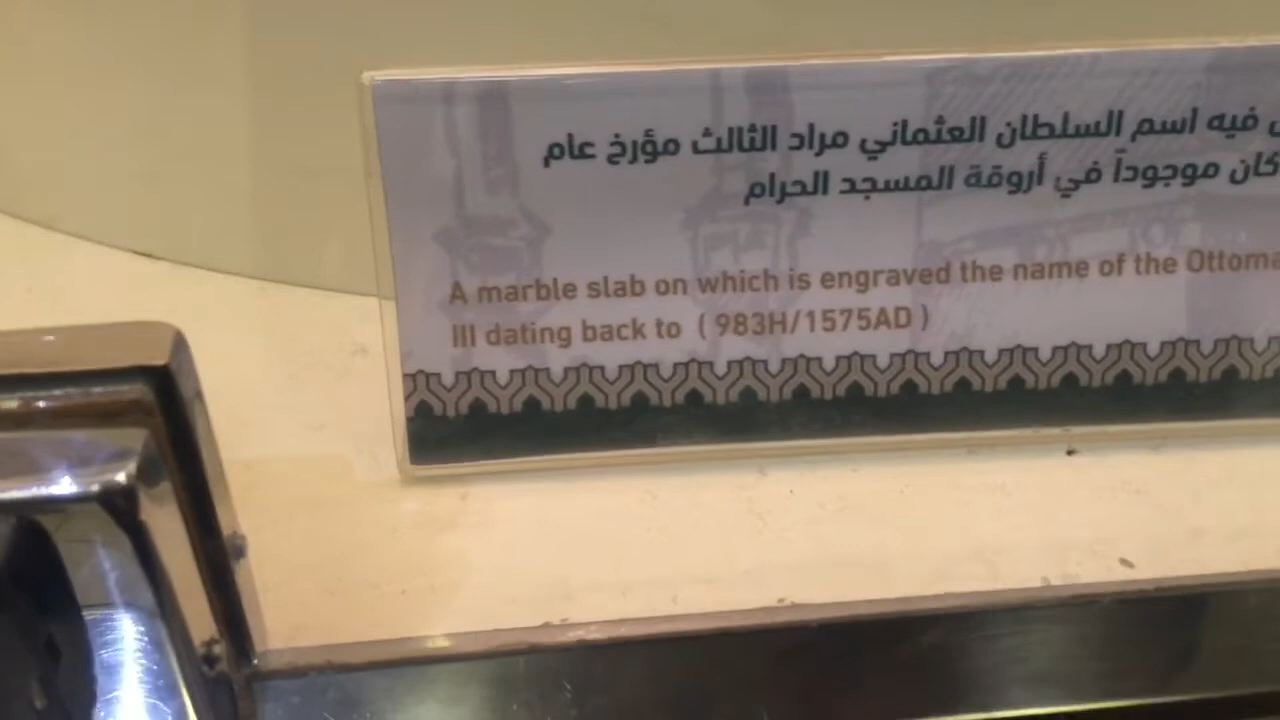 فيه اسم السلطان العثماني مراد الثالث مؤرخ عام
كان موجوداً في أروقة المسجد الحرام
A marble slab on which is engraved the name of the
III dating back to ( 983H/1575AD )